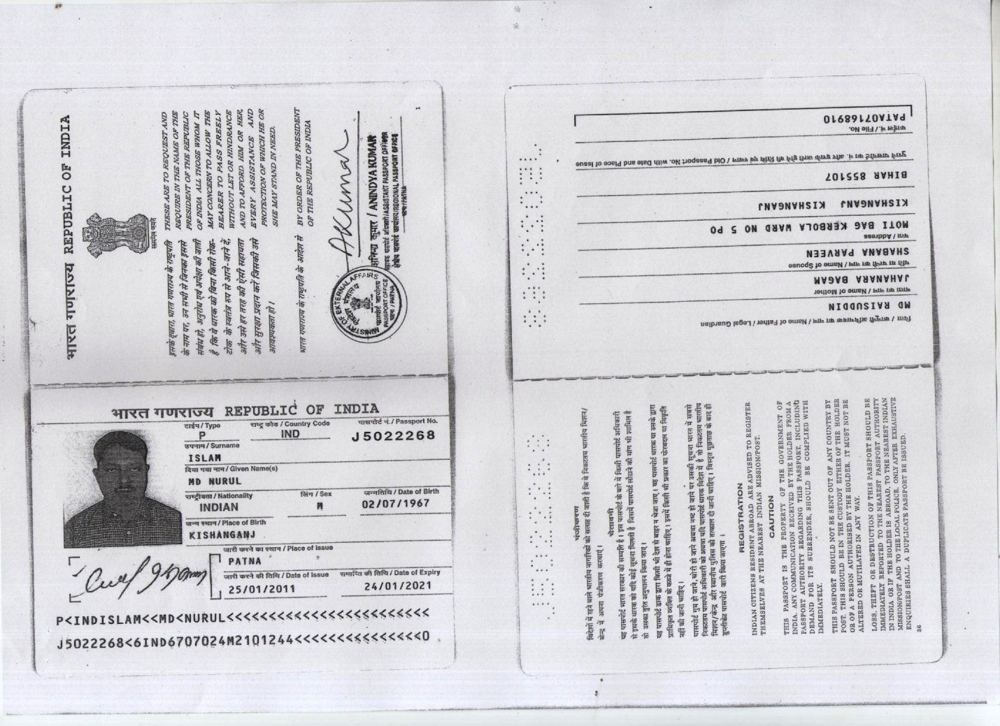 भारत गणराज्य REPUBLIC OF INDIA
सत्यमेव जयते
इसके द्वारा, भारत गणराज्य के राष्ट्रपति
के नाम पर, उन सभी से जिनका इससे
संबंध हो, अनुरोध एवं अपेक्षा की जाती
है कि वे धारक को बिना किसी रोक-
टोक के स्वतंत्र रूप से आने-जाने दें,
और उसे हर तरह की ऐसी सहायता
और सुरक्षा प्रदान करें जिसकी उसे
आवश्यकता हो।
THESE ARE TO REQUEST AND
REQUIRE IN THE NAME OF THE
PRESIDENT OF THE REPUBLIC
OF INDIA ALL THOSE WHOM IT
MAY CONCERN TO ALLOW THE
BEARER TO PASS FREELY
WITHOUT LET OR HINDRANCE
AND TO AFFORD HIM OR HER,
EVERY ASSISTANCE AND
PROTECTION OF WHICH HE OR
SHE MAY STAND IN NEED.
भारत गणराज्य के राष्ट्रपति के आदेश से
BY ORDER OF THE PRESIDENT
OF THE REPUBLIC OF INDIA
AKumar
अनिन्द्य कुमार / ANINDYA KUMAR
सहायक पासपोर्ट अधिकारी/ASSISTANT PASSPORT OFFICER
क्षेत्रीय पासपोर्ट कार्यालय/REGIONAL PASSPORT OFFICE
पटना/PATNA
MINISTRY OF EXTERNAL AFFAIRS
विदेश मंत्रालय
पासपोर्ट कार्यालय
PASSPORT OFFICE
पटना / PATNA
1
भारत गणराज्य REPUBLIC OF INDIA
टाईप / Type
P
राष्ट्र कोड / Country Code
IND
पासपोर्ट नं./ Passport No.
J5022268
उपनाम / Surname
ISLAM
दिया गया नाम / Given Name(s)
MD NURUL
राष्ट्रीयता / Nationality
INDIAN
लिंग / Sex
M
जन्मतिथि / Date of Birth
02/07/1967
जन्म स्थान / Place of Birth
KISHANGANJ
जारी करने का स्थान / Place of Issue
PATNA
जारी करने की तिथि / Date of Issue
25/01/2011
समाप्ति की तिथि / Date of Expiry
24/01/2021
P<INDISLAM<<MD<NURUL<<<<<<<<<<<<<<<<<<<<<<<<
J5022268<6IND6707024M2101244<<<<<<<<<<<<<<<0
पिता / कानूनी अभिभावक का नाम / Name of Father / Legal Guardian
MD RAISUDDIN
माता का नाम / Name of Mother
JAHANARA BAGAM
पति या पत्नी का नाम / Name of Spouse
SHABANA PARVEEN
पता / Address
MOTI BAG KERBOLA WARD NO 5 PO
KISHANGANJ KISHANGANJ
BIHAR 855107
पुराने पासपोर्ट का नं. और इसके जारी होने की तिथि एवं स्थान / Old Passport No. with Date and Place of Issue
फाईल नं. / File No.
PATA07168910
J5022268
पंजीकरण
विदेशों में रहने वाले भारतीय नागरिकों को सलाह दी जाती है कि वे निकटतम भारतीय मिशन/
केन्द्र में अपना पंजीकरण करवाएं।
चेतावनी
यह पासपोर्ट भारत सरकार की सम्पत्ति है। इस पासपोर्ट के बारे में किसी पासपोर्ट अधिकारी
से इसके धारक को यदि कोई सूचना मिलती है जिसमें पासपोर्ट लौटाने की मांग भी शामिल है
तो उसका तुरंत अनुपालन किया जाए।
यह पासपोर्ट डाक द्वारा किसी भी देश से बाहर न भेजा जाए। यह पासपोर्ट धारक या उसके द्वारा
प्राधिकृत व्यक्ति के कब्जे में ही होना चाहिए। इसमें किसी भी प्रकार का फेरबदल या विकृति
नहीं की जानी चाहिए।
पासपोर्ट गुम हो जाने, चोरी हो जाने अथवा नष्ट हो जाने पर उसकी सूचना भारत में सबसे
निकटतम पासपोर्ट अधिकारी को अथवा यदि पासपोर्ट धारक विदेश में है तो निकटतम भारतीय
मिशन/केन्द्र और स्थानीय पुलिस को तत्काल दी जानी चाहिए। विस्तृत पूछताछ के बाद ही
डुप्लीकेट पासपोर्ट जारी किया जाएगा।
REGISTRATION
INDIAN CITIZENS RESIDENT ABROAD ARE ADVISED TO REGISTER
THEMSELVES AT THE NEAREST INDIAN MISSION/POST.
CAUTION
THIS PASSPORT IS THE PROPERTY OF THE GOVERNMENT OF
INDIA. ANY COMMUNICATION RECEIVED BY THE HOLDER FROM A
PASSPORT AUTHORITY REGARDING THIS PASSPORT, INCLUDING
DEMAND FOR ITS SURRENDER, SHOULD BE COMPLIED WITH
IMMEDIATELY.
THIS PASSPORT SHOULD NOT BE SENT OUT OF ANY COUNTRY BY
POST. THIS SHOULD BE IN THE CUSTODY EITHER OF THE HOLDER
OR OF A PERSON AUTHORISED BY THE HOLDER. IT MUST NOT BE
ALTERED OR MUTILATED IN ANY WAY.
LOSS, THEFT OR DESTRUCTION OF THIS PASSPORT SHOULD BE
IMMEDIATELY REPORTED TO THE NEAREST PASSPORT AUTHORITY
IN INDIA OR IF THE HOLDER IS ABROAD, TO THE NEAREST INDIAN
MISSION/POST AND TO THE LOCAL POLICE. ONLY AFTER EXHAUSTIVE
ENQUIRIES SHALL A DUPLICATE PASSPORT BE ISSUED.
36